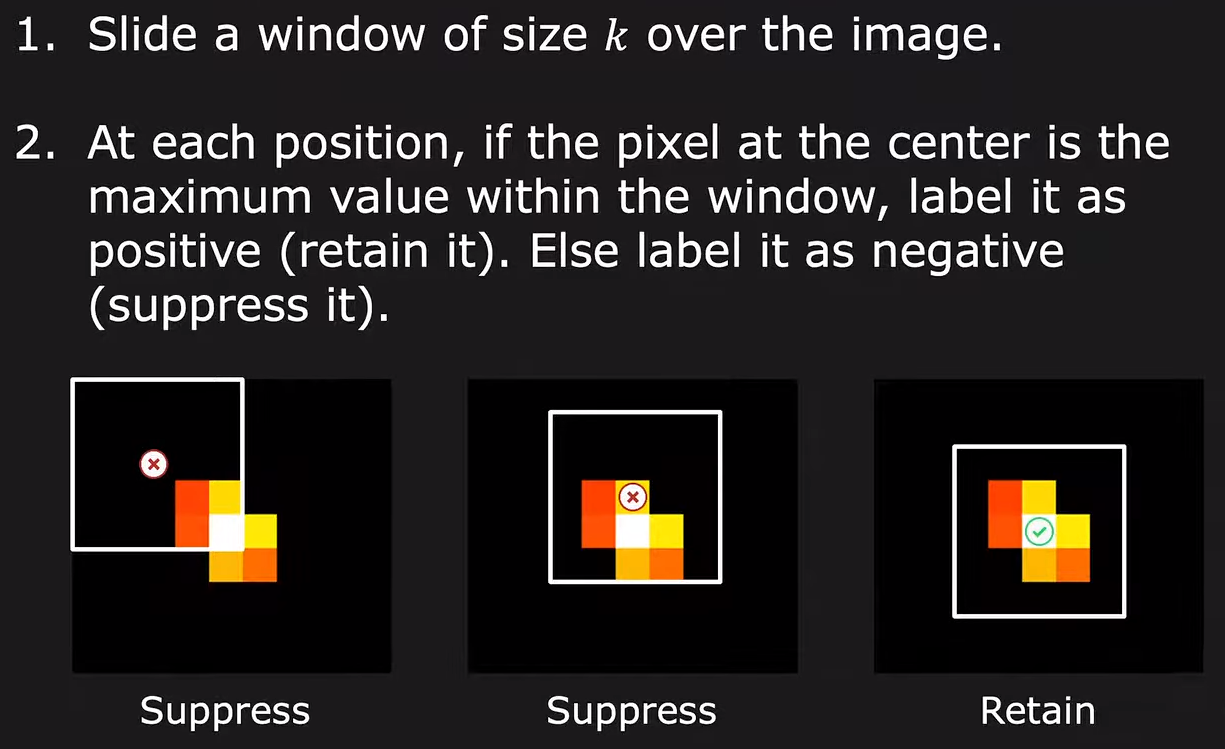 1. Slide a window of size k over the image.
2. At each position, if the pixel at the center is the
maximum value within the window, label it as
positive (retain it). Else label it as negative
(suppress it).
Suppress Suppress Retain